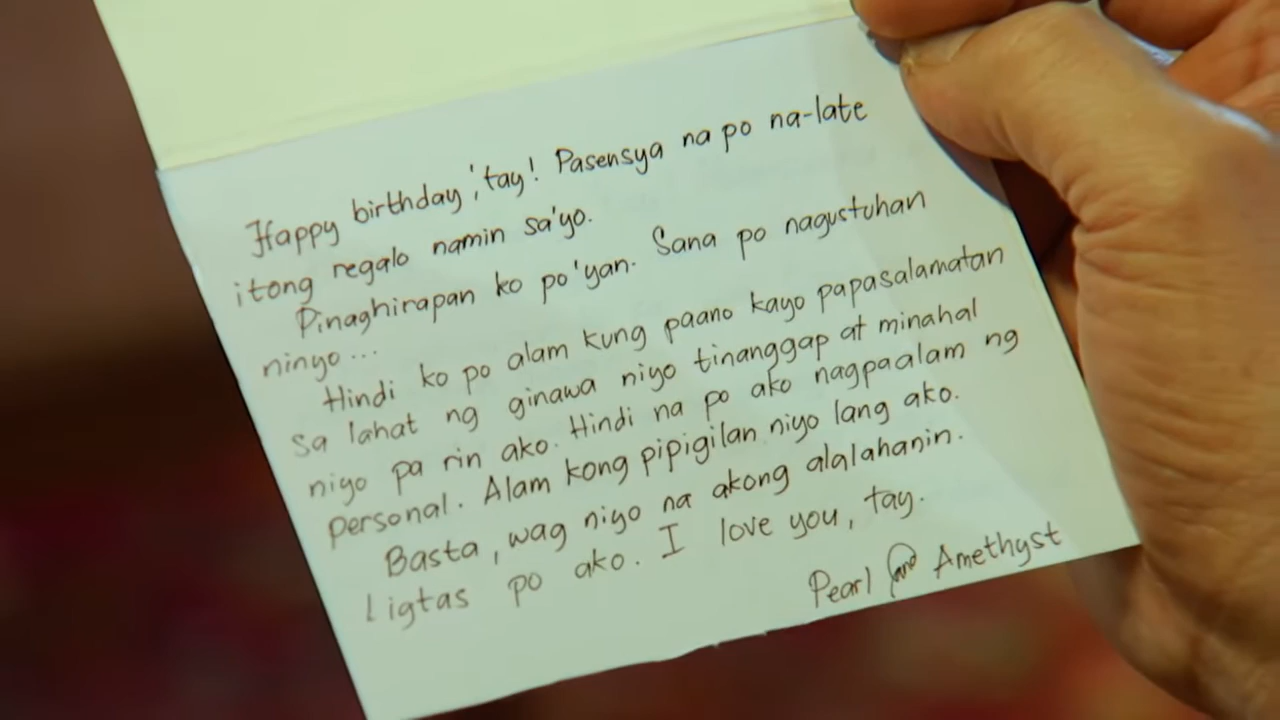 Happy birthday, 'tay! Pasensya na po na-late
itong regalo namin sa'yo.
Pinaghirapan ko po 'yan. Sana po nagustuhan
ninyo...
Hindi ko po alam kung paano kayo papasalamatan
sa lahat ng ginawa niyo tinanggap at minahal
niyo pa rin ako. Hindi na po ako nagpaalam ng
personal. Alam kong pipigilan niyo lang ako.
Basta, wag niyo na akong alalahanin.
Ligtas po ako. I love you, tay.
Pearl and Amethyst